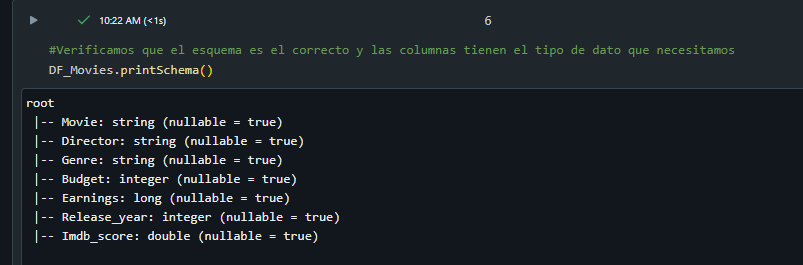 10:22 AM (<1s)
6
#Verificamos que el esquema es el correcto y las columnas tienen el tipo de dato que necesitamos
DF_Movies.printSchema()
root
 |-- Movie: string (nullable = true)
 |-- Director: string (nullable = true)
 |-- Genre: string (nullable = true)
 |-- Budget: integer (nullable = true)
 |-- Earnings: long (nullable = true)
 |-- Release_year: integer (nullable = true)
 |-- Imdb_score: double (nullable = true)